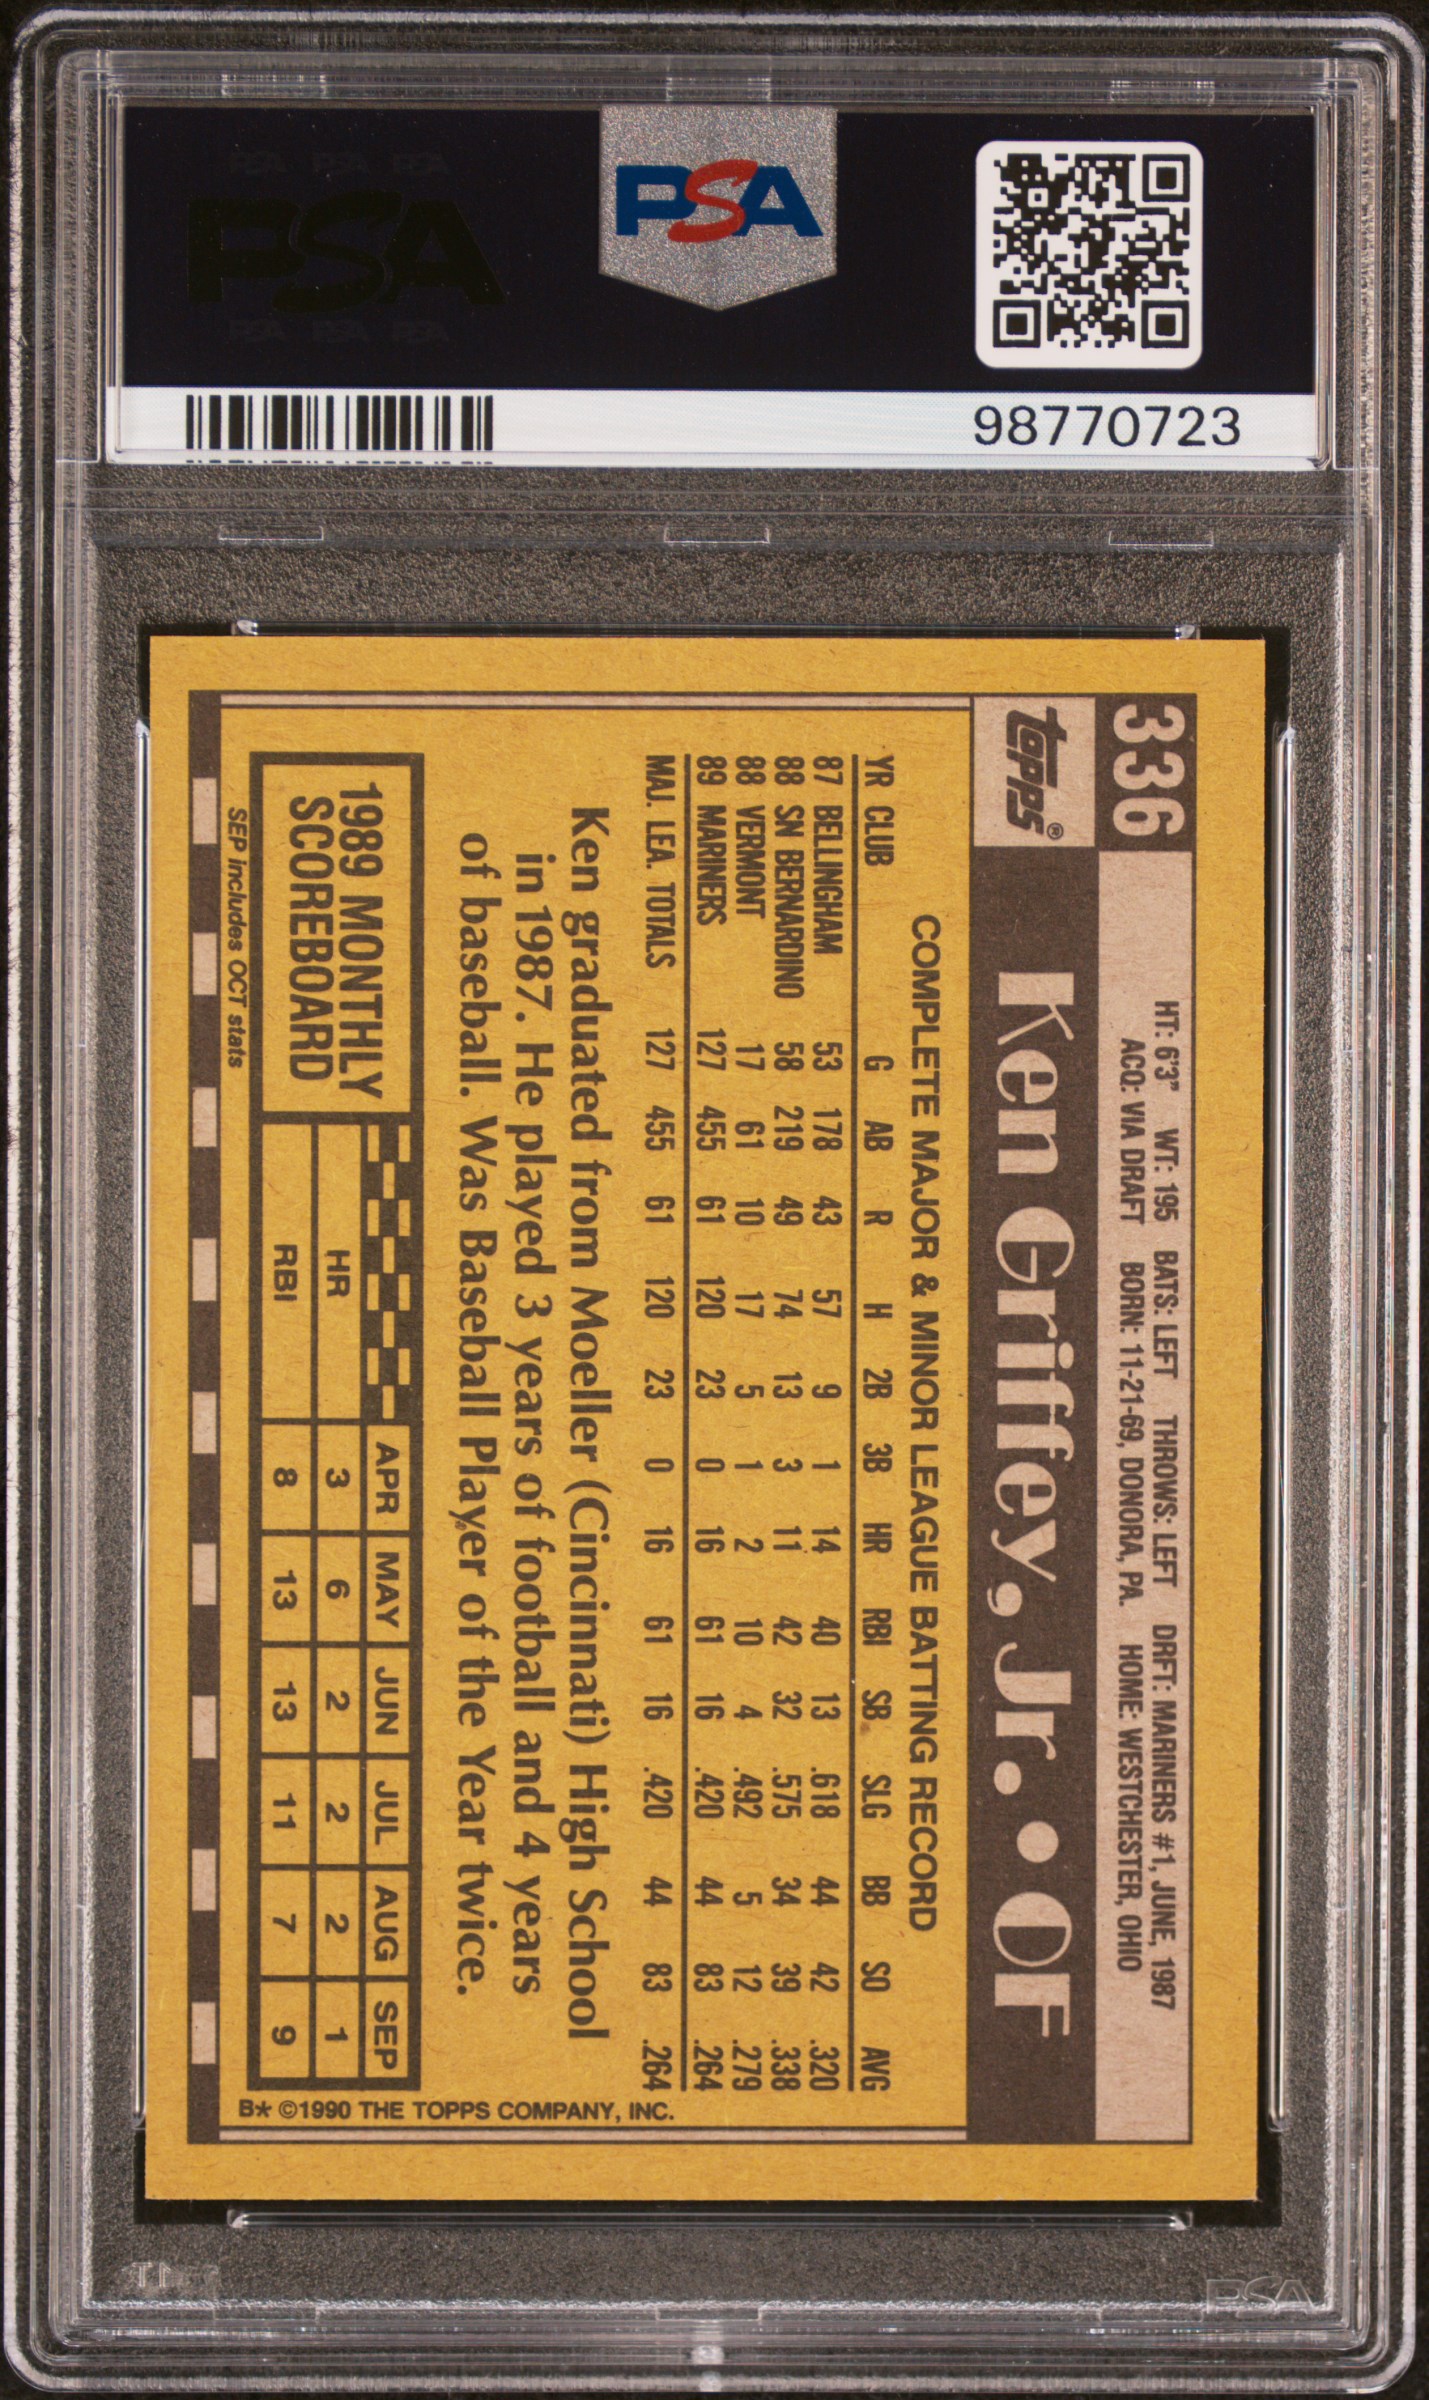 PSA PSA PSA
PSA
PSA PSA PSA
PSA
98770723
336
topps®
HT: 6'3" WT: 195 BATS: LEFT THROWS: LEFT DRFT: MARINERS #1, JUNE, 1987
ACQ: VIA DRAFT BORN: 11-21-69, DONORA, PA. HOME: WESTCHESTER, OHIO
Ken Griffey, Jr. • OF
COMPLETE MAJOR & MINOR LEAGUE BATTING RECORD
YR CLUB G AB R H 2B 3B HR RBI SB SLG BB SO AVG
87 BELLINGHAM 53 178 43 57 9 1 14 40 13 .618 44 42 .320
88 SN BERNARDINO 58 219 49 74 13 3 11 42 32 .575 34 39 .338
88 VERMONT 17 61 10 17 5 1 2 10 4 .492 5 12 .279
89 MARINERS 127 455 61 120 23 0 16 61 16 .420 44 83 .264
MAJ. LEA. TOTALS 127 455 61 120 23 0 16 61 16 .420 44 83 .264
Ken graduated from Moeller (Cincinnati) High School
in 1987. He played 3 years of football and 4 years
of baseball. Was Baseball Player of the Year twice.
1989 MONTHLY
SCOREBOARD
APR MAY JUN JUL AUG SEP
HR 3 6 2 2 2 1
RBI 8 13 13 11 7 9
SEP includes OCT stats
B* ©1990 THE TOPPS COMPANY, INC.
PSA